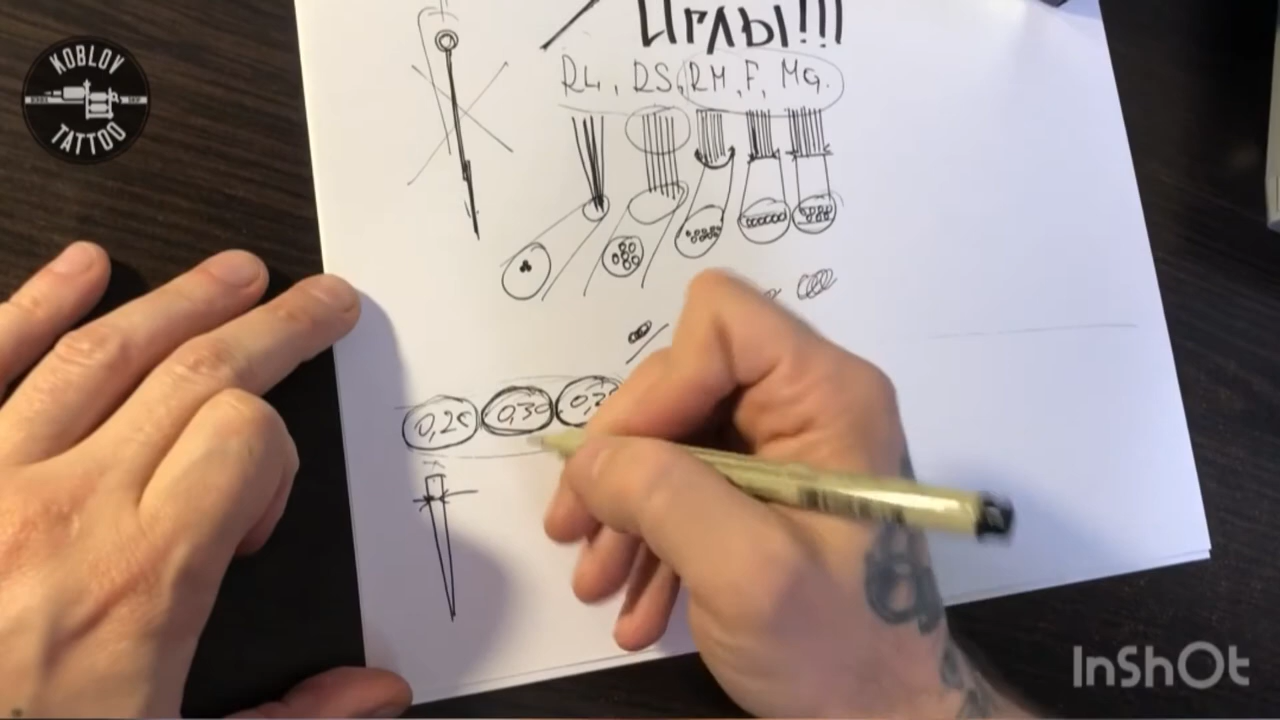 KOBLOV
TATTOO
Иглы!!!
RL, RS, RM, F, MG.
0,25 0,30
InShOt